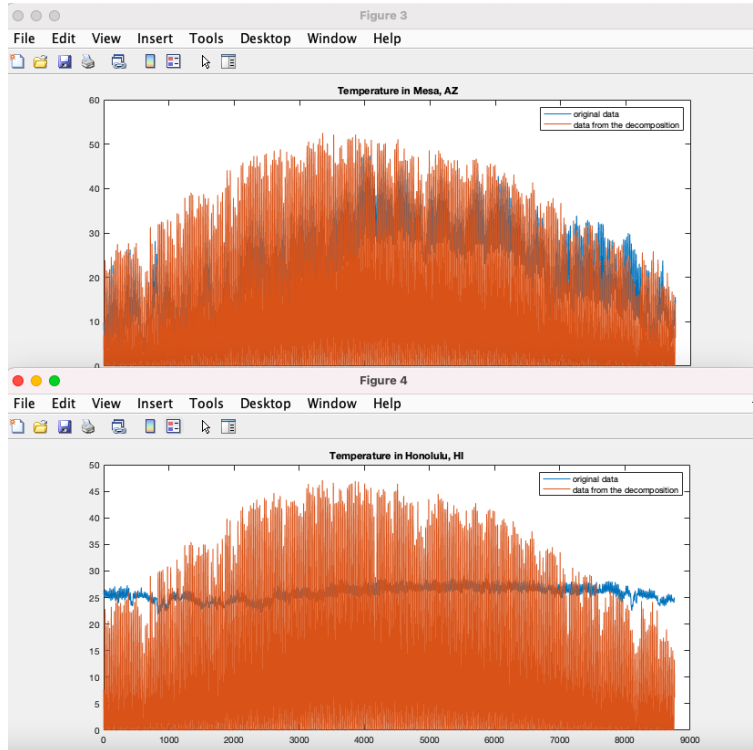 Figure 3
File Edit View Insert Tools Desktop Window Help
Temperature in Mesa, AZ
60
50
40
30
20
10
0
original data
data from the decomposition
Figure 4
File Edit View Insert Tools Desktop Window Help
Temperature in Honolulu, HI
50
45
40
35
30
25
20
15
10
5
0
original data
data from the decomposition
0 1000 2000 3000 4000 5000 6000 7000 8000 9000